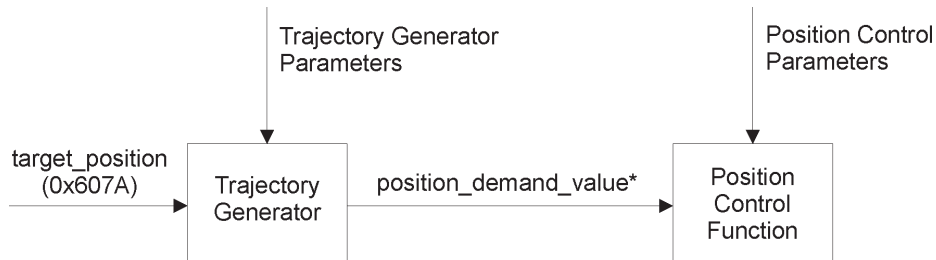 Trajectory Generator
Parameters
Position Control
Parameters
target_position
(0x607A)
Trajectory
Generator
position_demand_value*
Position
Control
Function